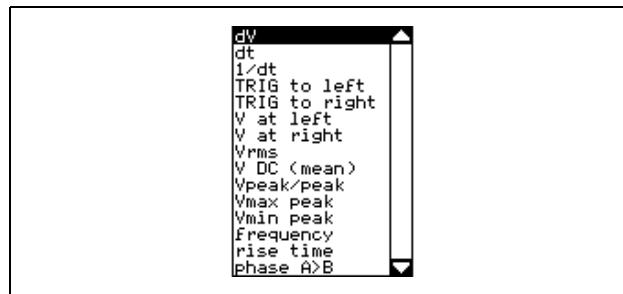 dV
dt
1/dt
TRIG to left
TRIG to right
V at left
V at right
Vrms
V DC (mean)
Vpeak/peak
Vmax peak
Vmin peak
frequency
rise time
phase A>B